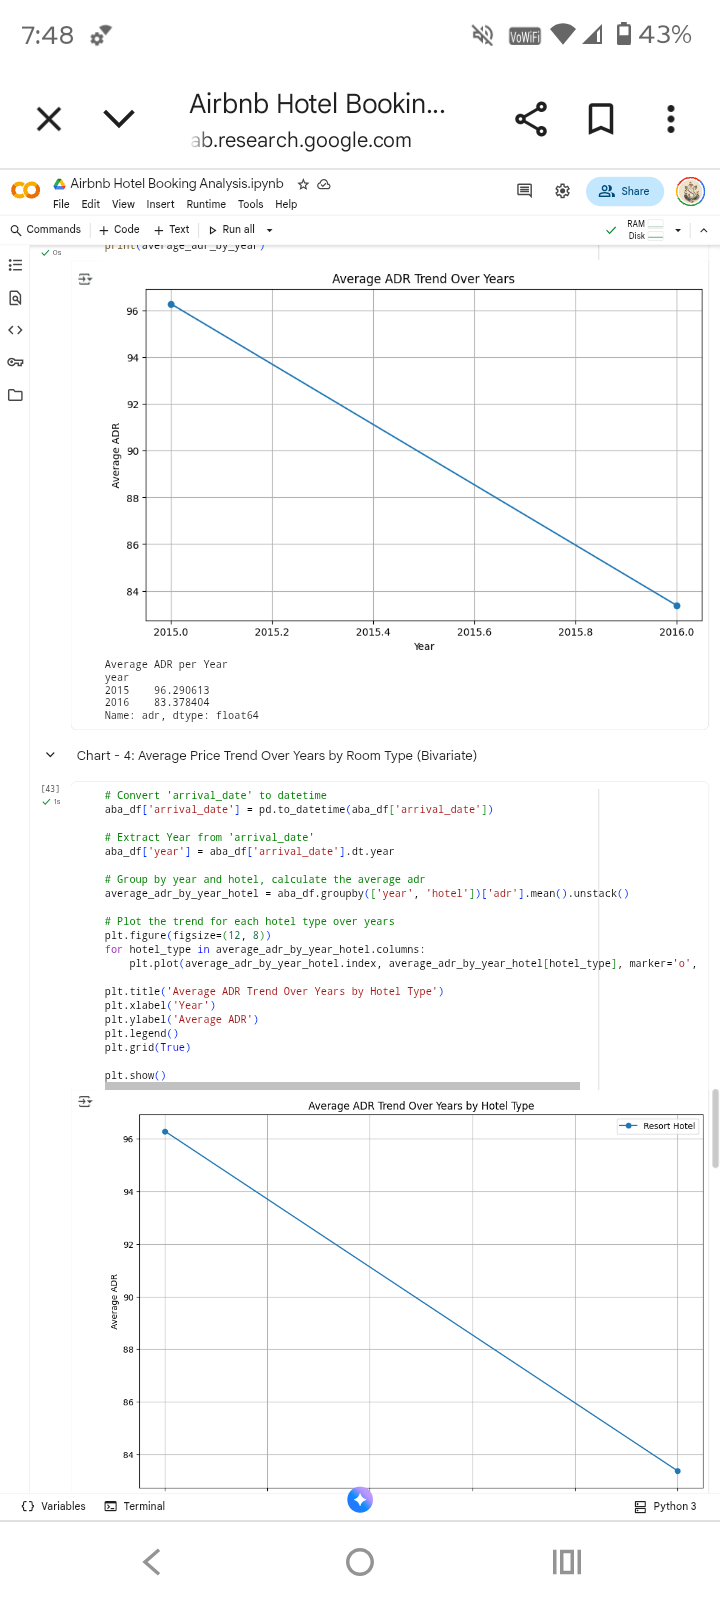 7:48 VoWiFi 43%
Airbnb Hotel Bookin...
ab.research.google.com
Airbnb Hotel Booking Analysis.ipynb
File Edit View Insert Runtime Tools Help
Share
Commands + Code + Text Run all
RAM
Disk
print(average_adr_by_year)
0s
Average ADR Trend Over Years
96
94
92
90
88
86
84
Average ADR
2015.0 2015.2 2015.4 2015.6 2015.8 2016.0
Year
Average ADR per Year
year
2015 96.290613
2016 83.378404
Name: adr, dtype: float64
Chart - 4: Average Price Trend Over Years by Room Type (Bivariate)
[43]
1s
# Convert 'arrival_date' to datetime
aba_df['arrival_date'] = pd.to_datetime(aba_df['arrival_date'])
# Extract Year from 'arrival_date'
aba_df['year'] = aba_df['arrival_date'].dt.year
# Group by year and hotel, calculate the average adr
average_adr_by_year_hotel = aba_df.groupby(['year', 'hotel'])['adr'].mean().unstack()
# Plot the trend for each hotel type over years
plt.figure(figsize=(12, 8))
for hotel_type in average_adr_by_year_hotel.columns:
    plt.plot(average_adr_by_year_hotel.index, average_adr_by_year_hotel[hotel_type], marker='o',
plt.title('Average ADR Trend Over Years by Hotel Type')
plt.xlabel('Year')
plt.ylabel('Average ADR')
plt.legend()
plt.grid(True)
plt.show()
Average ADR Trend Over Years by Hotel Type
Resort Hotel
96
94
92
90
88
86
84
Average ADR
Variables Terminal Python 3